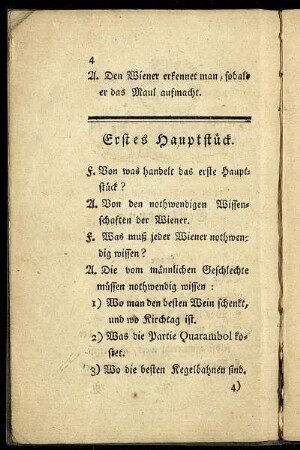 4
A. Den Wiener erkennet man, sobald
er das Maul aufmacht.
Erstes Hauptstück.
F. Von was handelt das erste Haupt-
stück?
A. Von den nothwendigen Wissen-
schaften der Wiener.
F. Was muß jeder Wiener nothwen-
dig wissen?
A. Die vom männlichen Geschlechte
müssen nothwendig wissen:
1) Wo man den besten Wein schenkt,
und wo Kirchtag ist.
2) Was die Partie Quarambol ko-
stet.
3) Wo die besten Kegelbahnen sind.
4)